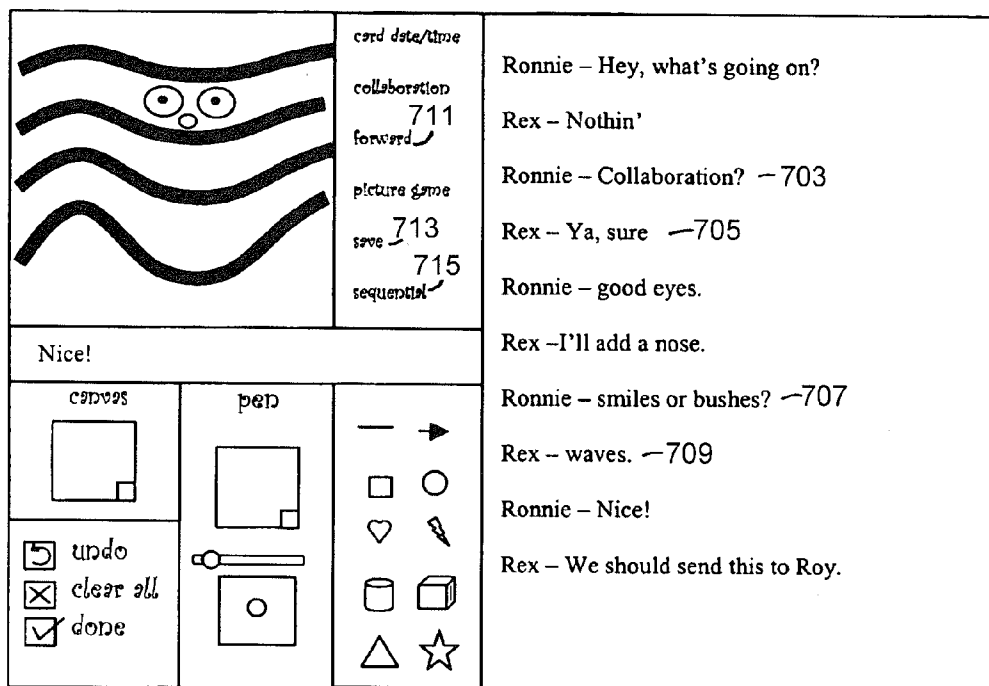 card date/time
collaboration
711
forward
picture game
713
save
715
sequential
Nice!
canvas
pen
undo
clear all
done
Ronnie – Hey, what's going on?
Rex – Nothin'
Ronnie – Collaboration? 703
Rex – Ya, sure 705
Ronnie – good eyes.
Rex –I'll add a nose.
Ronnie – smiles or bushes? 707
Rex – waves. 709
Ronnie – Nice!
Rex – We should send this to Roy.